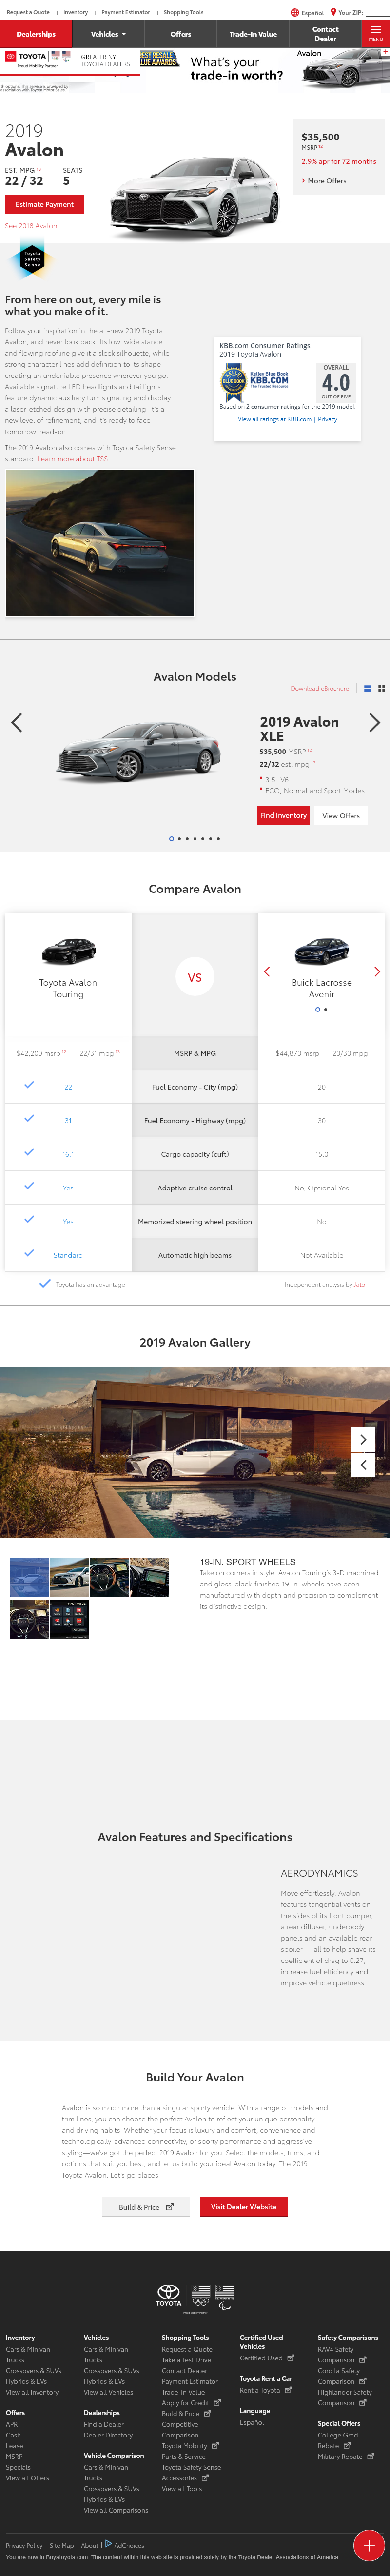 Request a Quote | Inventory | Payment Estimator | Shopping Tools
Español Your ZIP:
Dealerships Vehicles Offers Trade-In Value Contact Dealer MENU
TOYOTA
Proud Mobility Partner
GREATER NY
TOYOTA DEALERS
What's your
trade-in worth?
Avalon
2019
Avalon
EST. MPG 13
22 / 32
SEATS
5
Estimate Payment
See 2018 Avalon
$35,500
MSRP 12
2.9% apr for 72 months
More Offers
Toyota
Safety
Sense
From here on out, every mile is
what you make of it.
Follow your inspiration in the all-new 2019 Toyota
Avalon, and never look back. Its low, wide stance
and flowing roofline give it a sleek silhouette, while
strong character lines add definition to its shape —
creating an undeniable presence wherever you go.
Available signature LED headlights and taillights
feature dynamic auxiliary turn signaling and display
a laser-etched design with precise detailing. It's a
new level of refinement, and it's ready to face
tomorrow head-on.
The 2019 Avalon also comes with Toyota Safety Sense
standard. Learn more about TSS.
KBB.com Consumer Ratings
2019 Toyota Avalon
Kelley Blue Book
KBB.COM
The Trusted Resource
OVERALL
4.0
OUT OF FIVE
Based on 2 consumer ratings for the 2019 model.
View all ratings at KBB.com | Privacy
Avalon Models
Download eBrochure
2019 Avalon
XLE
$35,500 MSRP 12
22/32 est. mpg 13
3.5L V6
ECO, Normal and Sport Modes
Find Inventory View Offers
Compare Avalon
Toyota Avalon
Touring
VS
Buick Lacrosse
Avenir
$42,200 msrp 12 22/31 mpg 13 MSRP & MPG $44,870 msrp 20/30 mpg
22 Fuel Economy - City (mpg) 20
31 Fuel Economy - Highway (mpg) 30
16.1 Cargo capacity (cuft) 15.0
Yes Adaptive cruise control No, Optional Yes
Yes Memorized steering wheel position No
Standard Automatic high beams Not Available
Toyota has an advantage
Independent analysis by Jato
2019 Avalon Gallery
19-IN. SPORT WHEELS
Take on corners in style. Avalon Touring's 3-D machined
and gloss-black-finished 19-in. wheels have been
manufactured with depth and precision to complement
its distinctive design.
Avalon Features and Specifications
AERODYNAMICS
Move effortlessly. Avalon
features tangential vents on
the sides of its front bumper,
a rear diffuser, underbody
panels and an available rear
spoiler — all to help shave its
coefficient of drag to 0.27,
increase fuel efficiency and
improve vehicle quietness.
Build Your Avalon
Avalon is so much more than a singular sporty vehicle. With a range of models and
trim lines, you can choose the perfect Avalon to reflect your unique personality
and driving habits. Whether your focus is luxury and comfort, convenience and
technologically-advanced connectivity, or sporty performance and aggressive
styling—we've got the perfect 2019 Avalon for you. Select the models, trims, and
options that suit you best, and let us build your ideal Avalon today. The 2019
Toyota Avalon. Let's go places.
Build & Price Visit Dealer Website
TOYOTA
Inventory
Cars & Minivan
Trucks
Crossovers & SUVs
Hybrids & EVs
View all Inventory
Offers
APR
Cash
Lease
MSRP
Specials
View all Offers
Vehicles
Cars & Minivan
Trucks
Crossovers & SUVs
Hybrids & EVs
View all Vehicles
Dealerships
Find a Dealer
Dealer Directory
Vehicle Comparison
Cars & Minivan
Trucks
Crossovers & SUVs
Hybrids & EVs
View all Comparisons
Shopping Tools
Request a Quote
Take a Test Drive
Contact Dealer
Payment Estimator
Trade-In Value
Apply for Credit
Build & Price
Competitive
Comparison
Toyota Mobility
Parts & Service
Toyota Safety Sense
Accessories
View all Tools
Certified Used
Vehicles
Certified Used
Toyota Rent a Car
Rent a Toyota
Language
Español
Safety Comparisons
RAV4 Safety
Comparison
Corolla Safety
Comparison
Highlander Safety
Comparison
Special Offers
College Grad
Rebate
Military Rebate
Privacy Policy | Site Map | About | AdChoices
You are now in Buyatoyota.com. The content within this web site is provided solely by the Toyota Dealer Associations of America.